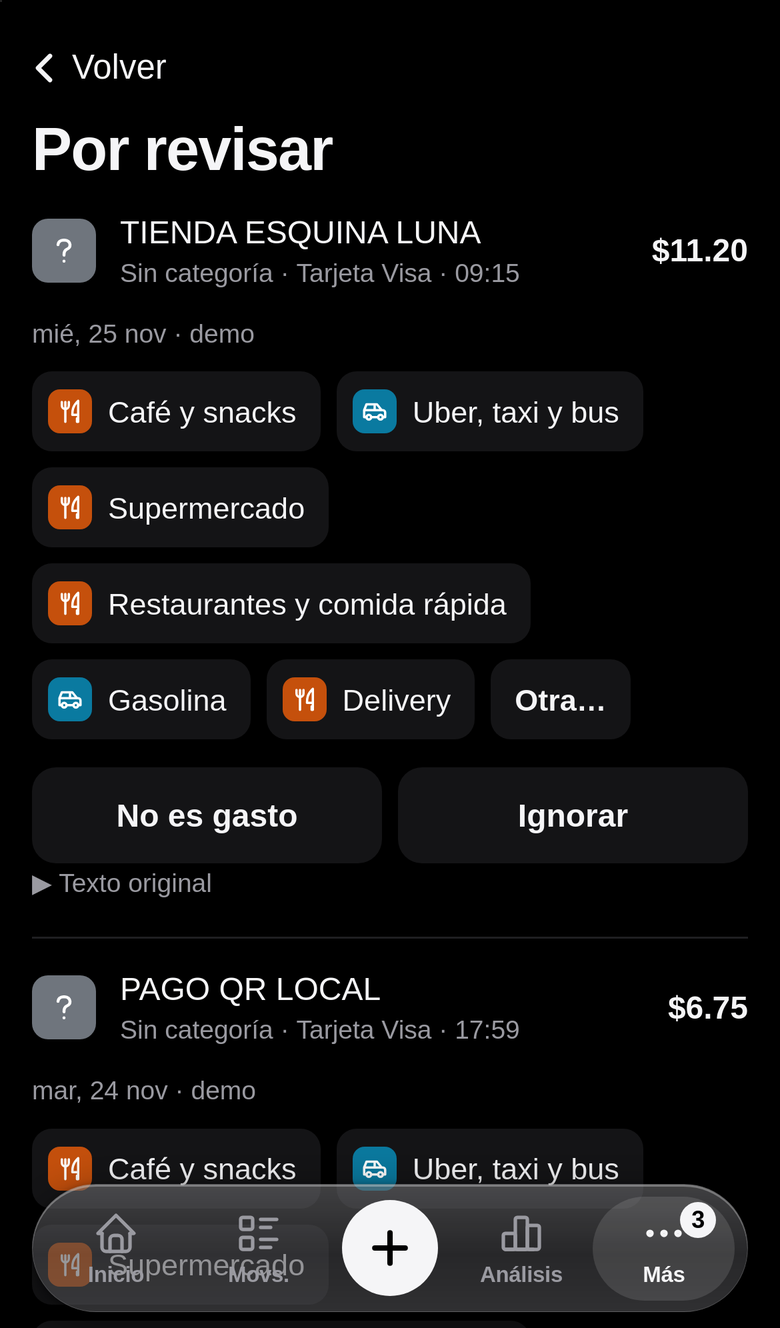 Volver
Por revisar
?
TIENDA ESQUINA LUNA
$11.20
Sin categoría · Tarjeta Visa · 09:15
mié, 25 nov · demo
Café y snacks
Uber, taxi y bus
Supermercado
Restaurantes y comida rápida
Gasolina
Delivery
Otra…
No es gasto
Ignorar
▶ Texto original
?
PAGO QR LOCAL
$6.75
Sin categoría · Tarjeta Visa · 17:59
mar, 24 nov · demo
Café y snacks
Uber, taxi y bus
Supermercado
Inicio
Movs.
Análisis
3
Más